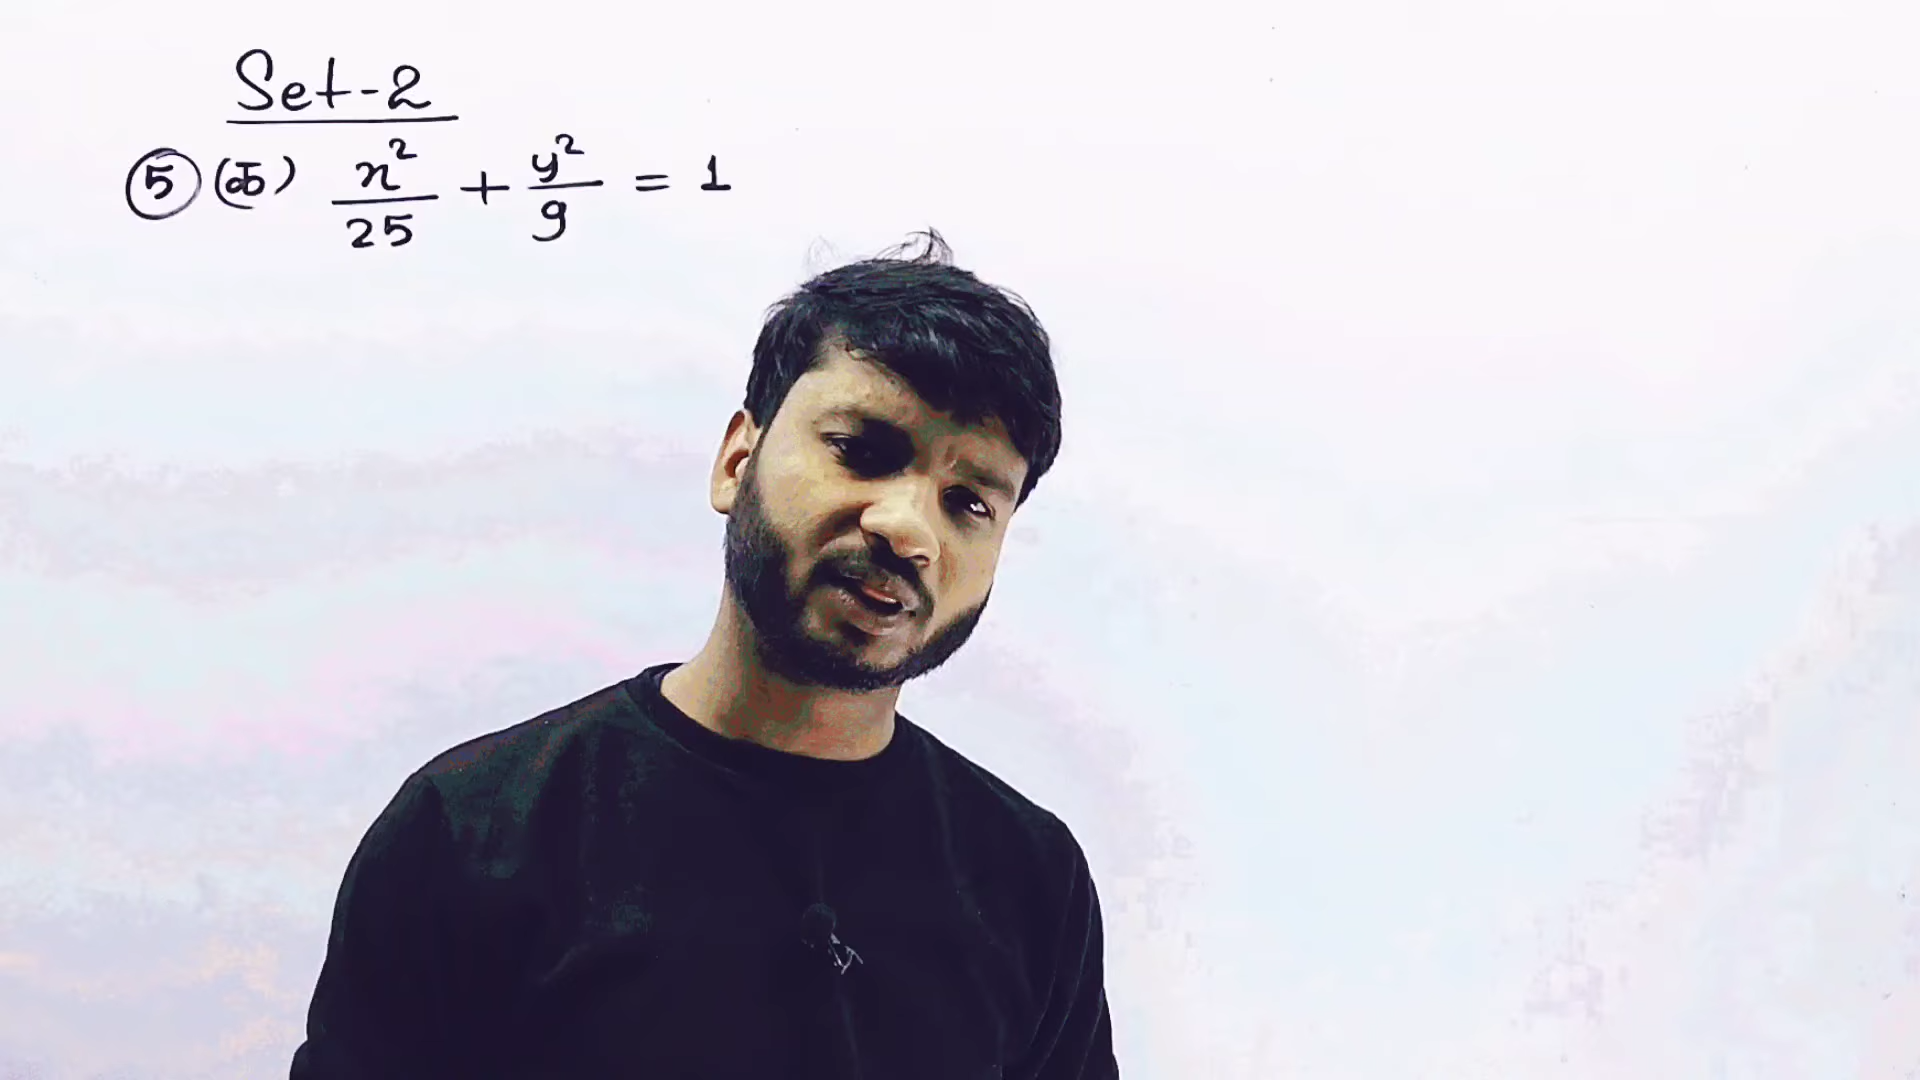 Set-2
5 (क) x²/25 + y²/9 = 1